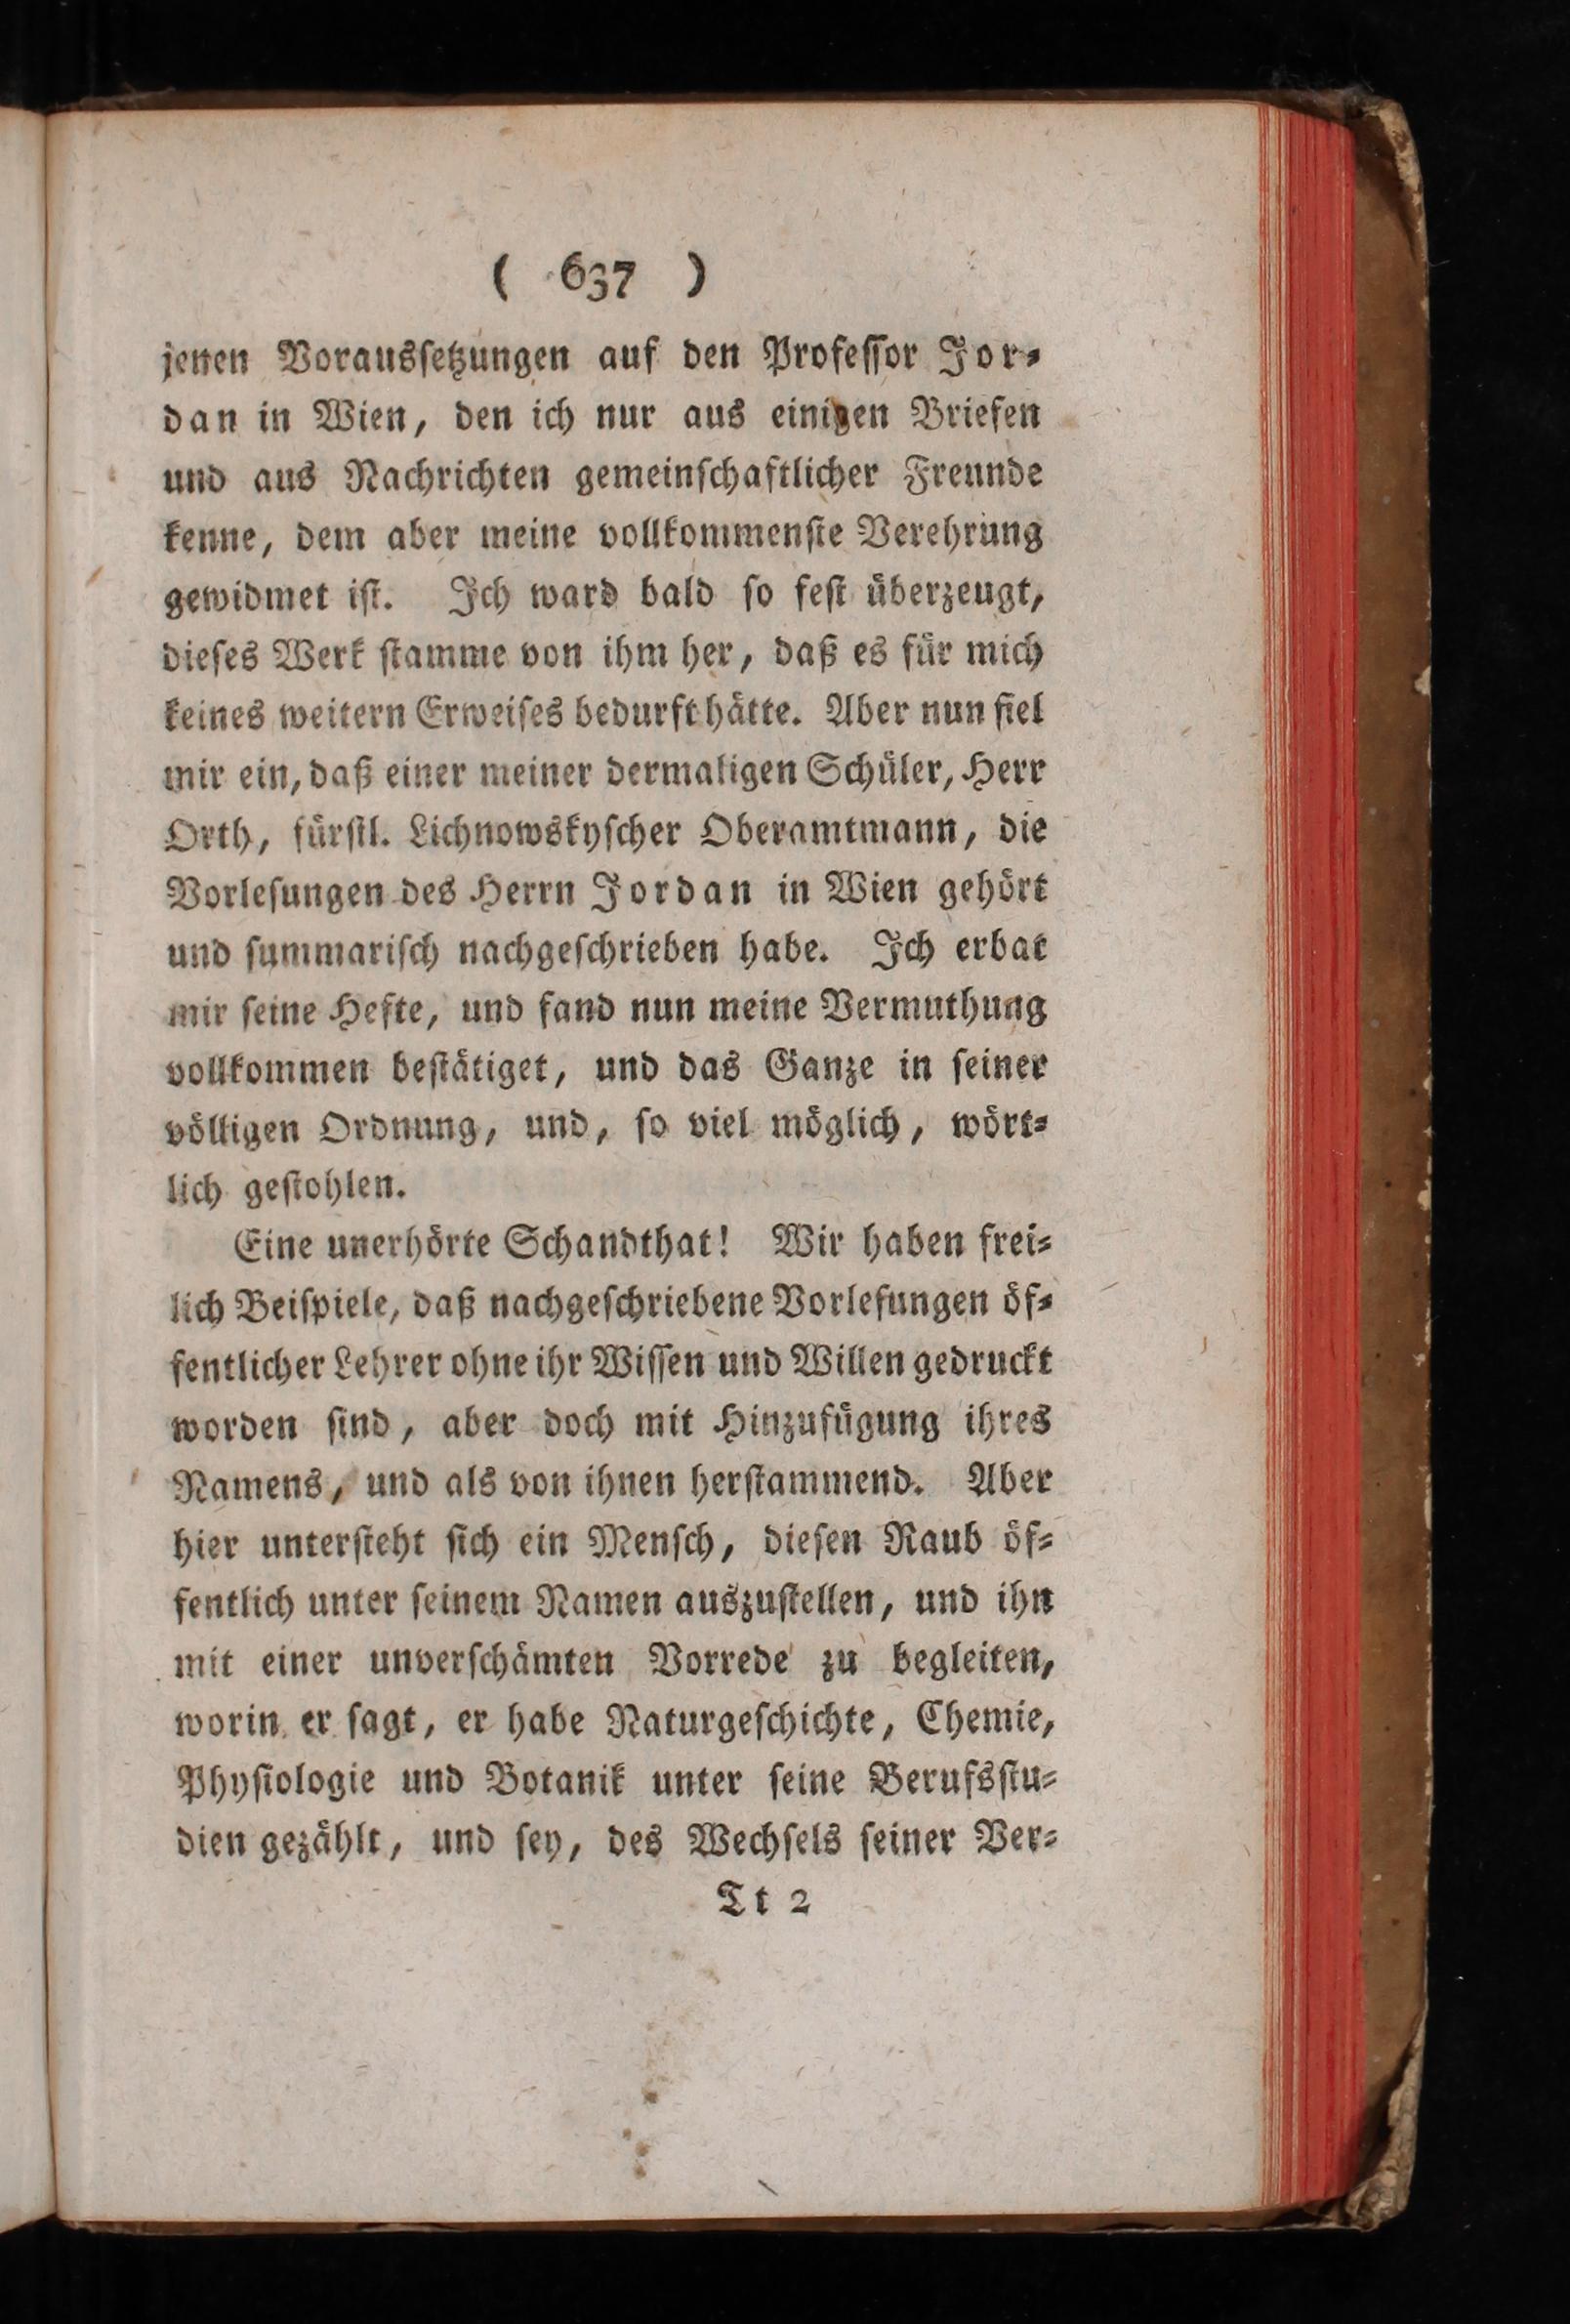 ( 637 )
jenen Vorausſetzungen auf den Profeſſor Jor⸗
dan in Wien, den ich nur aus einigen Briefen
und aus Nachrichten gemeinſchaftlicher Freunde
kenne, dem aber meine vollkommenſte Verehrung
gewidmet iſt. Ich ward bald ſo feſt überzeugt,
dieſes Werk ſtamme von ihm her, daß es für mich
keines weitern Erweiſes bedurft hätte. Aber nun fiel
mir ein, daß einer meiner dermaligen Schüler, Herr
Orth, fürſtl. Lichnowskyſcher Oberamtmann, die
Vorleſungen des Herrn Jordan in Wien gehört
und ſummariſch nachgeſchrieben habe. Ich erbat
mir ſeine Hefte, und fand nun meine Vermuthung
vollkommen beſtätiget, und das Ganze in ſeiner
völligen Ordnung, und, ſo viel möglich, wört⸗
lich geſtohlen.
Eine unerhörte Schandthat! Wir haben frei⸗
lich Beiſpiele, daß nachgeſchriebene Vorleſungen öf⸗
fentlicher Lehrer ohne ihr Wiſſen und Willen gedruckt
worden ſind, aber doch mit Hinzufügung ihres
Namens, und als von ihnen herſtammend. Aber
hier unterſteht ſich ein Menſch, dieſen Raub öf⸗
fentlich unter ſeinem Namen auszuſtellen, und ihn
mit einer unverſchämten Vorrede zu begleiten,
worin er ſagt, er habe Naturgeſchichte, Chemie,
Phyſiologie und Botanik unter ſeine Berufsſtu⸗
dien gezählt, und ſey, des Wechſels ſeiner Ver⸗
Tt 2